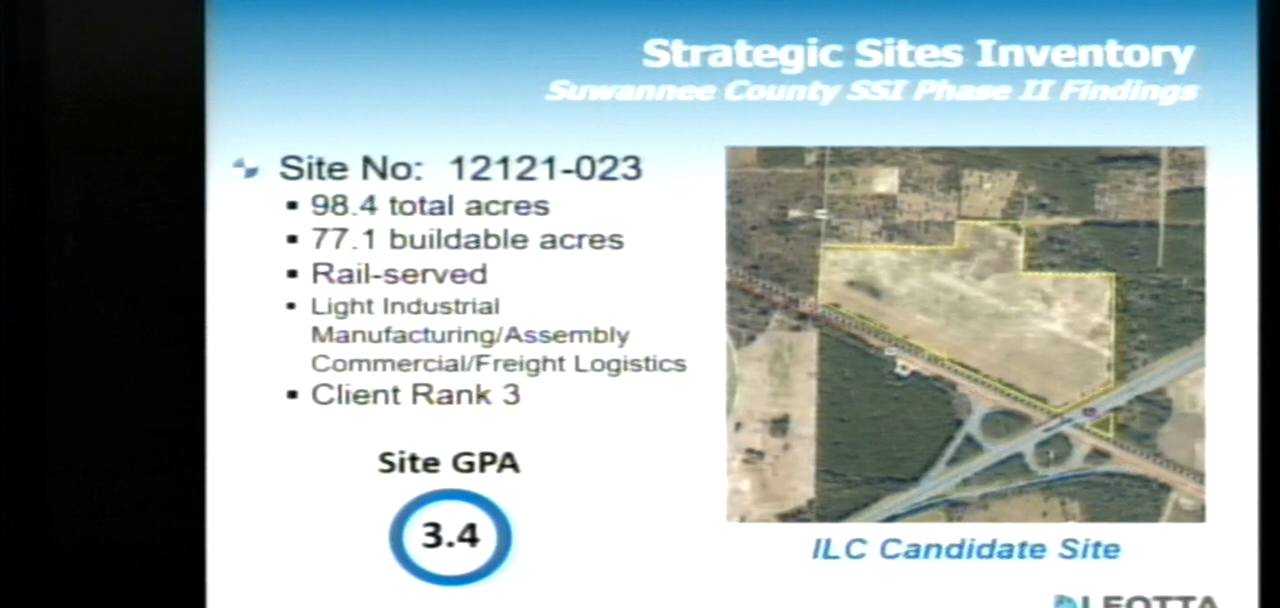 Strategic Sites Inventory
Suwannee County SSI Phase II Findings
Site No: 12121-023
98.4 total acres
77.1 buildable acres
Rail-served
Light Industrial
Manufacturing/Assembly
Commercial/Freight Logistics
Client Rank 3
Site GPA
3.4
ILC Candidate Site
LEOTTA